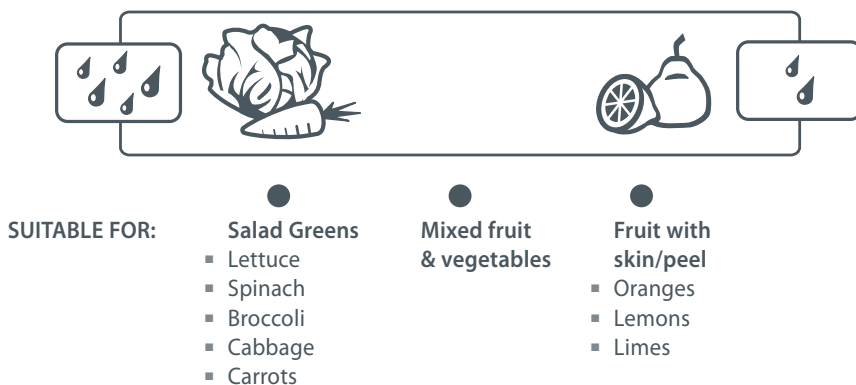 SUITABLE FOR:
Salad Greens
▪ Lettuce
▪ Spinach
▪ Broccoli
▪ Cabbage
▪ Carrots
Mixed fruit
& vegetables
Fruit with
skin/peel
▪ Oranges
▪ Lemons
▪ Limes